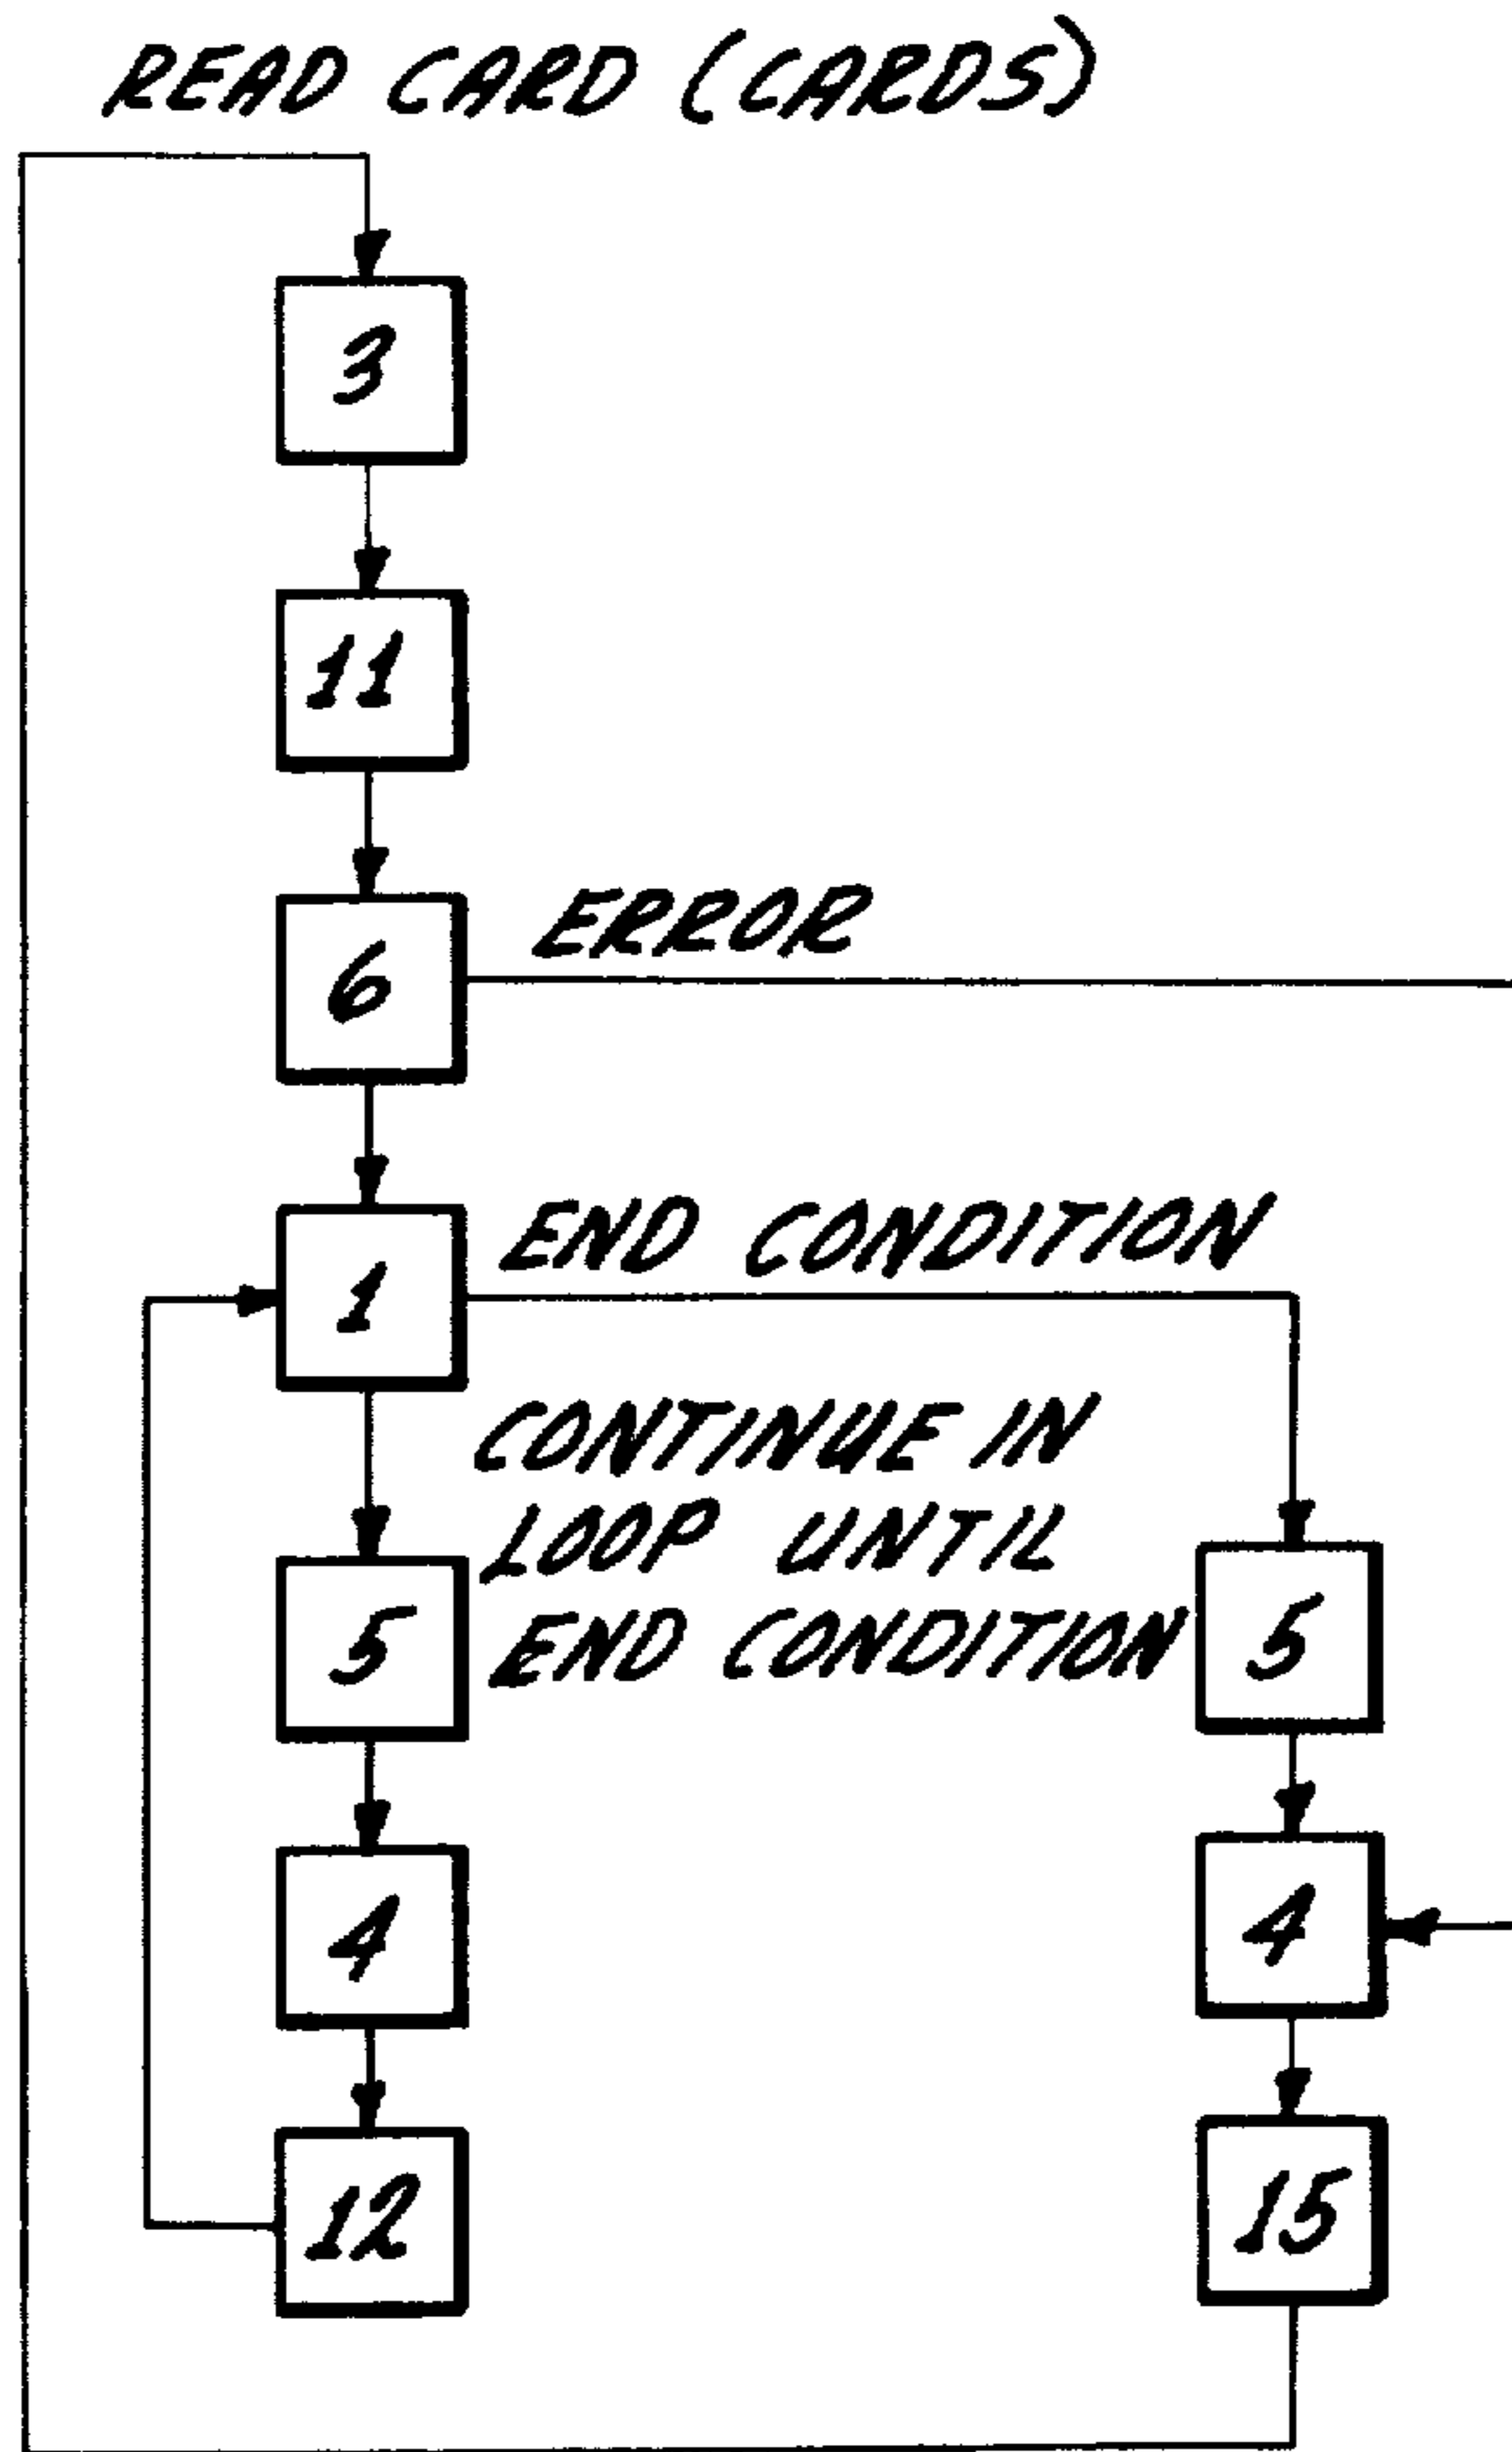 READ CARD (CARDS)
3
11
6
ERROR
1
END CONDITION
CONTINUE IN
LOOP UNTIL
END CONDITION
5
5
4
4
12
15